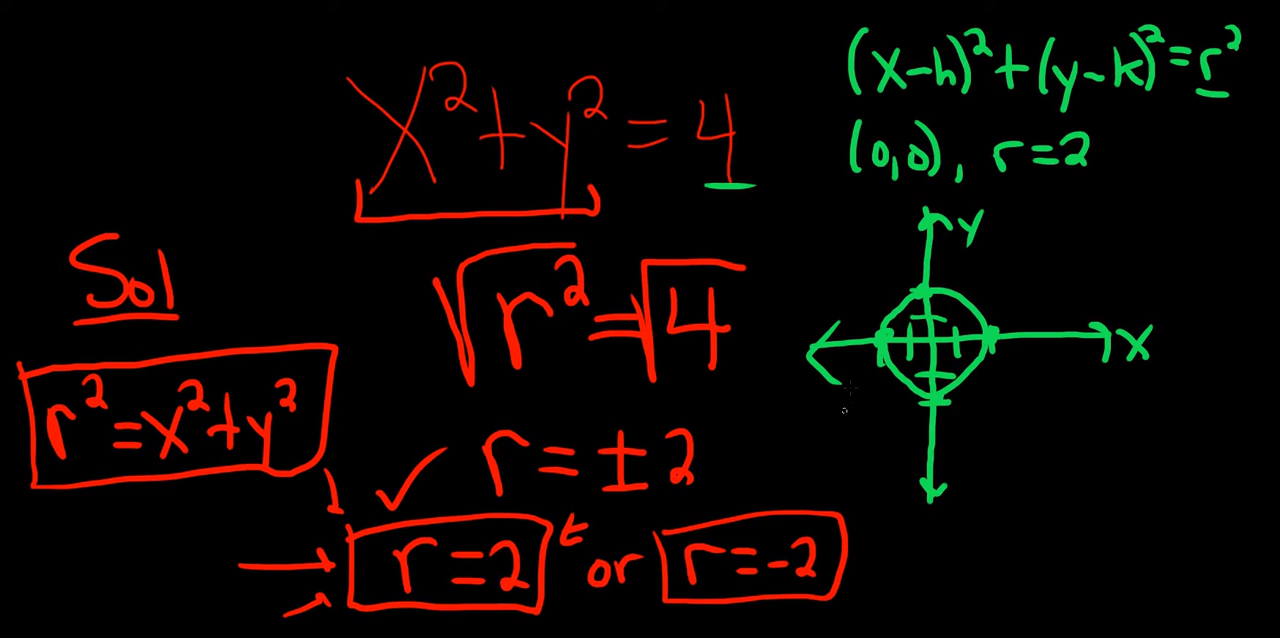 x² + y² = 4
(x-h)² + (y-k)² = r²
(0,0), r = 2
Sol
√r² = √4
y
x
r² = x² + y²
r = ± 2
r = 2 or r = -2